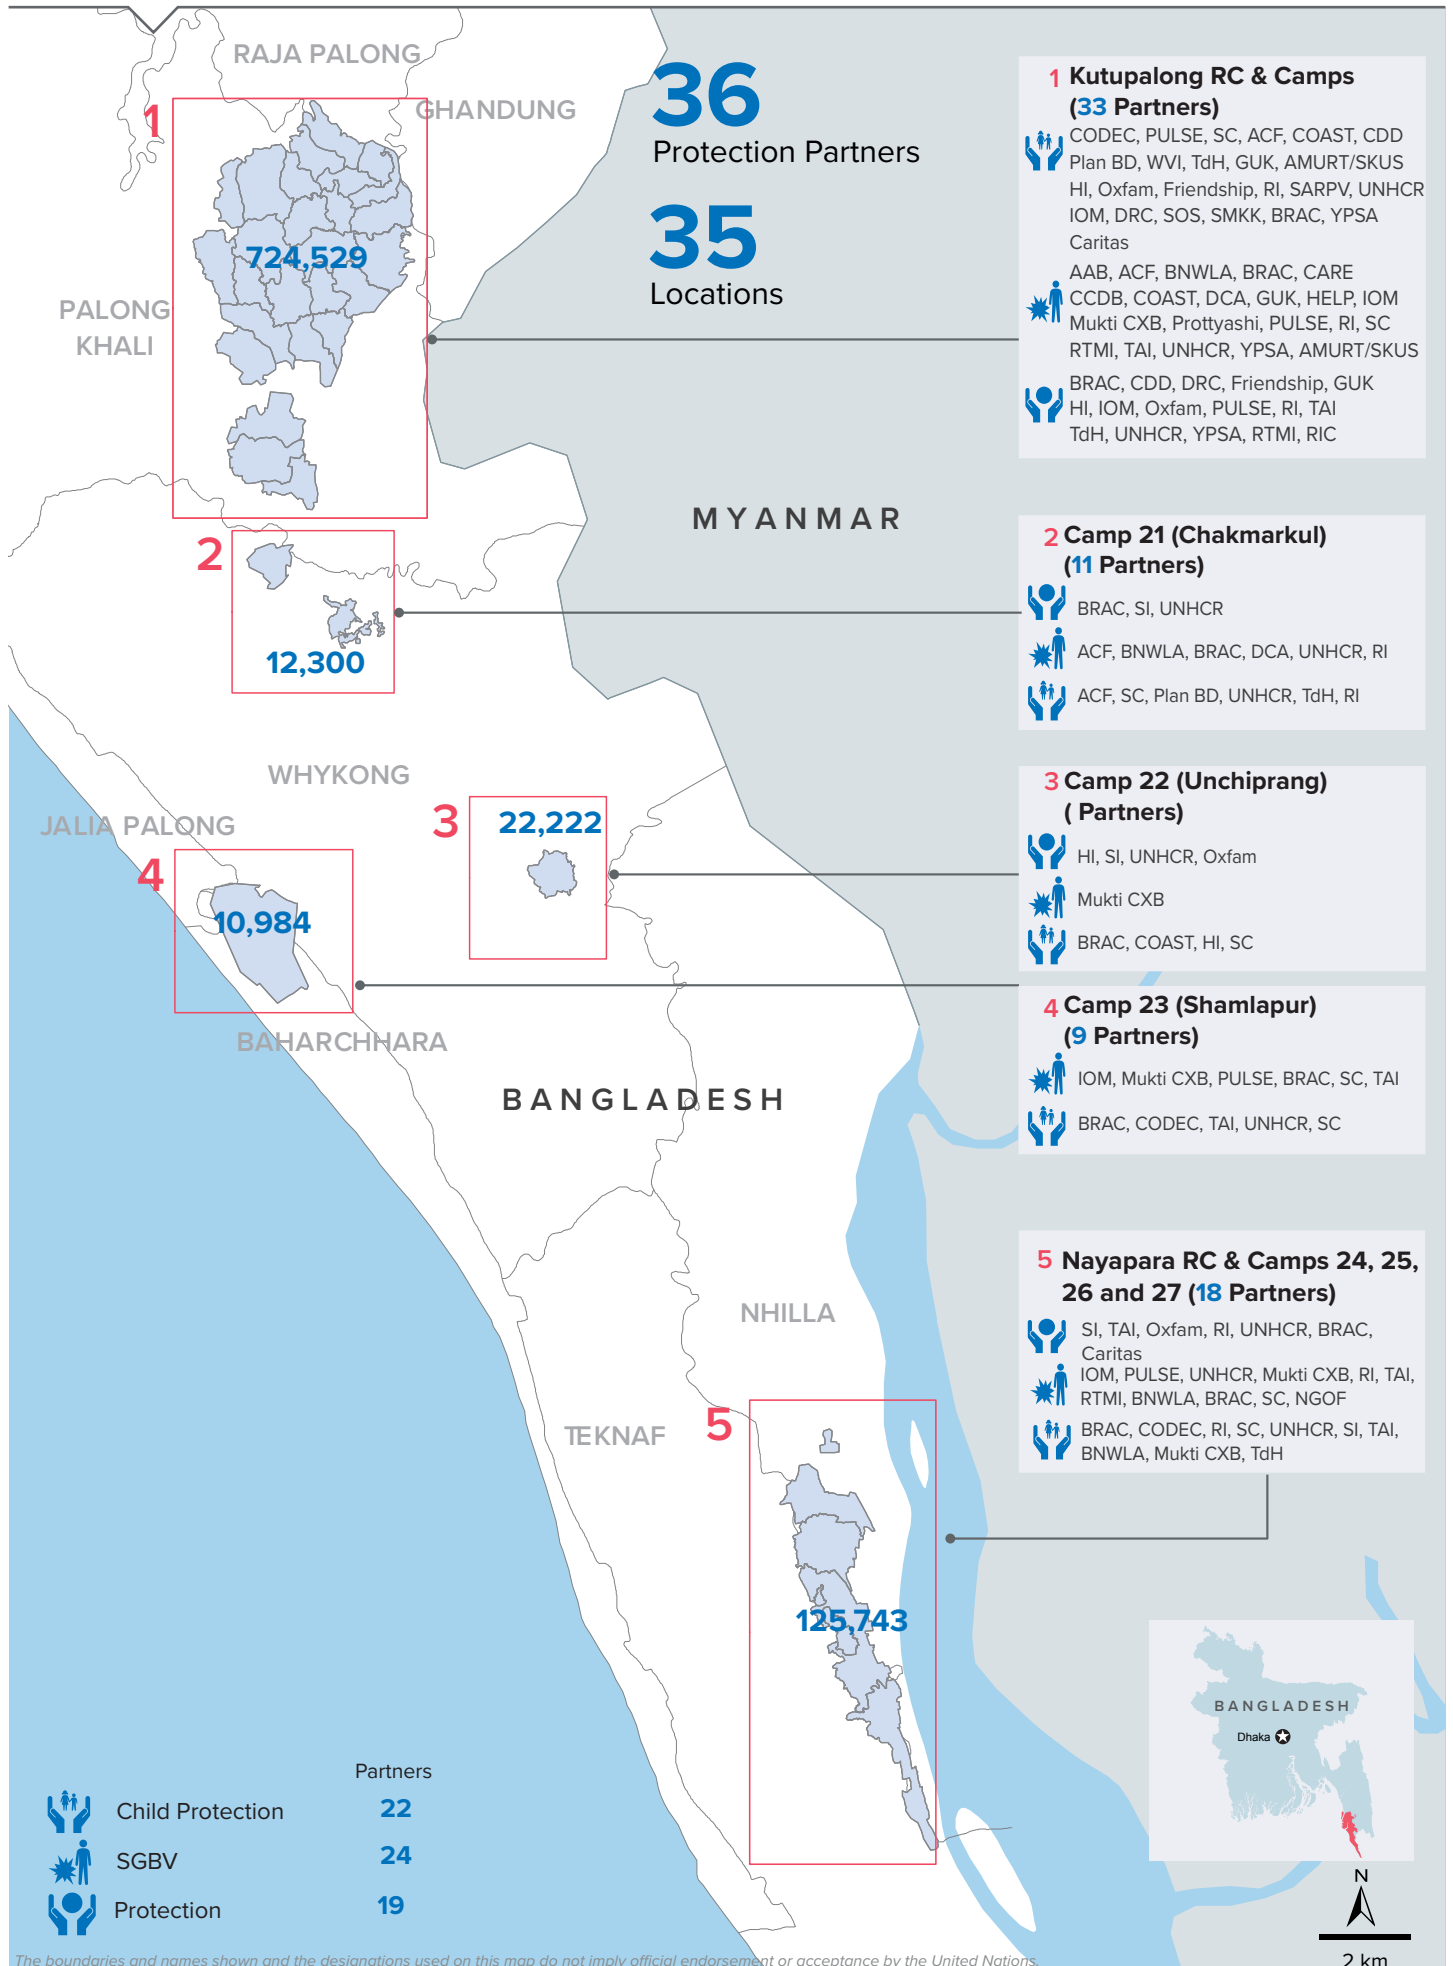 RAJA PALONG
GHANDUNG
1
724,529
PALONG
KHALI
36
Protection Partners
35
Locations
MYANMAR
2
12,300
WHYKONG
JALIA PALONG
3
22,222
4
10,984
BAHARCHHARA
BANGLADESH
NHILLA
TEKNAF
5
125,743
1 Kutupalong RC & Camps
(33 Partners)
CODEC, PULSE, SC, ACF, COAST, CDD
Plan BD, WVI, TdH, GUK, AMURT/SKUS
HI, Oxfam, Friendship, RI, SARPV, UNHCR
IOM, DRC, SOS, SMKK, BRAC, YPSA
Caritas
AAB, ACF, BNWLA, BRAC, CARE
CCDB, COAST, DCA, GUK, HELP, IOM
Mukti CXB, Prottyashi, PULSE, RI, SC
RTMI, TAI, UNHCR, YPSA, AMURT/SKUS
BRAC, CDD, DRC, Friendship, GUK
HI, IOM, Oxfam, PULSE, RI, TAI
TdH, UNHCR, YPSA, RTMI, RIC
2 Camp 21 (Chakmarkul)
(11 Partners)
BRAC, SI, UNHCR
ACF, BNWLA, BRAC, DCA, UNHCR, RI
ACF, SC, Plan BD, UNHCR, TdH, RI
3 Camp 22 (Unchiprang)
( Partners)
HI, SI, UNHCR, Oxfam
Mukti CXB
BRAC, COAST, HI, SC
4 Camp 23 (Shamlapur)
(9 Partners)
IOM, Mukti CXB, PULSE, BRAC, SC, TAI
BRAC, CODEC, TAI, UNHCR, SC
5 Nayapara RC & Camps 24, 25,
26 and 27 (18 Partners)
SI, TAI, Oxfam, RI, UNHCR, BRAC,
Caritas
IOM, PULSE, UNHCR, Mukti CXB, RI, TAI,
RTMI, BNWLA, BRAC, SC, NGOF
BRAC, CODEC, RI, SC, UNHCR, SI, TAI,
BNWLA, Mukti CXB, TdH
BANGLADESH
Dhaka
N
2 km
Partners
Child Protection 22
SGBV 24
Protection 19
The boundaries and names shown and the designations used on this map do not imply official endorsement or acceptance by the United Nations.